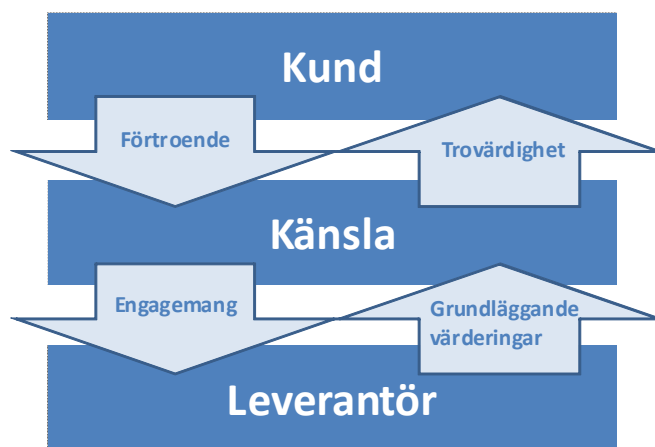 Kund
Förtroende
Trovärdighet
Känsla
Engagemang
Grundläggande
värderingar
Leverantör